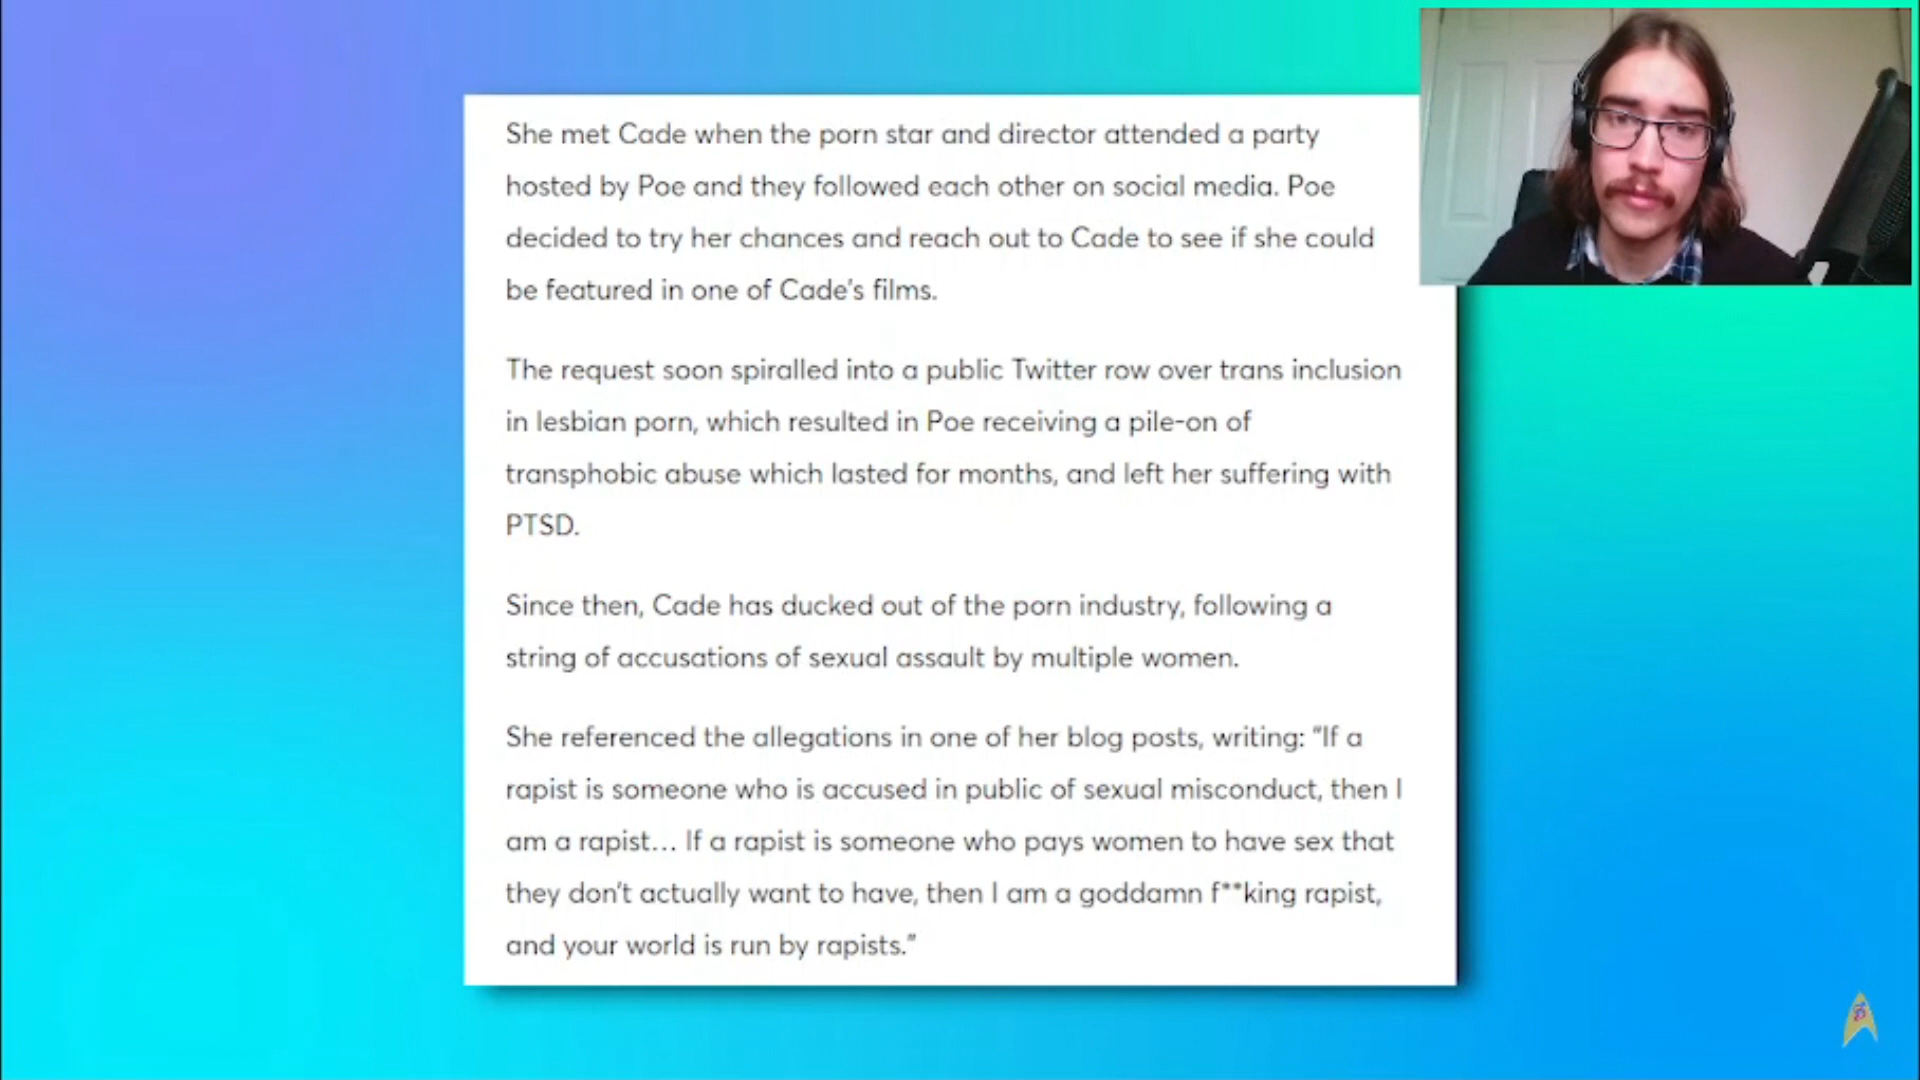 She met Cade when the porn star and director attended a party
hosted by Poe and they followed each other on social media. Poe
decided to try her chances and reach out to Cade to see if she could
be featured in one of Cade's films.
The request soon spiralled into a public Twitter row over trans inclusion
in lesbian porn, which resulted in Poe receiving a pile-on of
transphobic abuse which lasted for months, and left her suffering with
PTSD.
Since then, Cade has ducked out of the porn industry, following a
string of accusations of sexual assault by multiple women.
She referenced the allegations in one of her blog posts, writing: “If a
rapist is someone who is accused in public of sexual misconduct, then I
am a rapist… If a rapist is someone who pays women to have sex that
they don't actually want to have, then I am a goddamn f**king rapist,
and your world is run by rapists.”